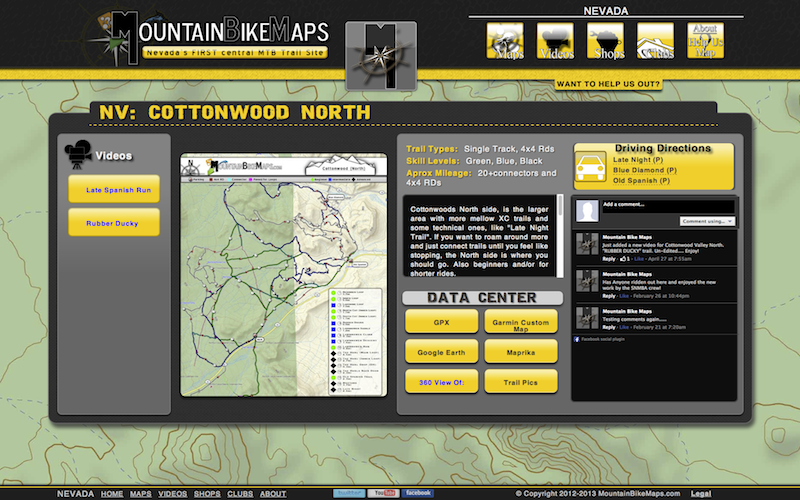 MOUNTAINBIKEMAPS
Nevada's FIRST central MTB Trail Site
NEVADA
Maps
Videos
Shops
Clubs
About
Help Us
Map
WANT TO HELP US OUT?
NV: COTTONWOOD NORTH
Videos
Late Spanish Run
Rubber Ducky
MOUNTAINBIKEMAPS.com
Cottonwood (North)
Trail Types: Single Track, 4x4 Rds
Skill Levels: Green, Blue, Black
Aprox Mileage: 20+connectors and
4x4 RDs
Cottonwoods North side, is the larger
area with more mellow XC trails and
some technical ones, like "Late Night
Trail". If you want to roam around more
and just connect trails until you feel like
stopping, the North side is where you
should go. Also beginners and/or for
shorter rides.
DATA CENTER
GPX
Garmin Custom
Map
Google Earth
Maprika
360 View Of:
Trail Pics
Driving Directions
Late Night (P)
Blue Diamond (P)
Old Spanish (P)
Add a comment...
Comment using...
Mountain Bike Maps
Just added a new video for Cottonwood Valley North.
"RUBBER DUCKY" trail. Un-Edited.... Enjoy!
Reply · 1 · Like · April 27 at 7:55am
Mountain Bike Maps
Has Anyone ridden out here and enjoyed the new
work by the SNMBA crew!
Reply · Like · February 26 at 10:44pm
Mountain Bike Maps
Testing comments again.....
Reply · Like · February 21 at 7:20am
Facebook social plugin
NEVADA HOME MAPS VIDEOS SHOPS CLUBS ABOUT
twitter YouTube facebook
© Copyright 2012-2013 MountainBikeMaps.com Legal